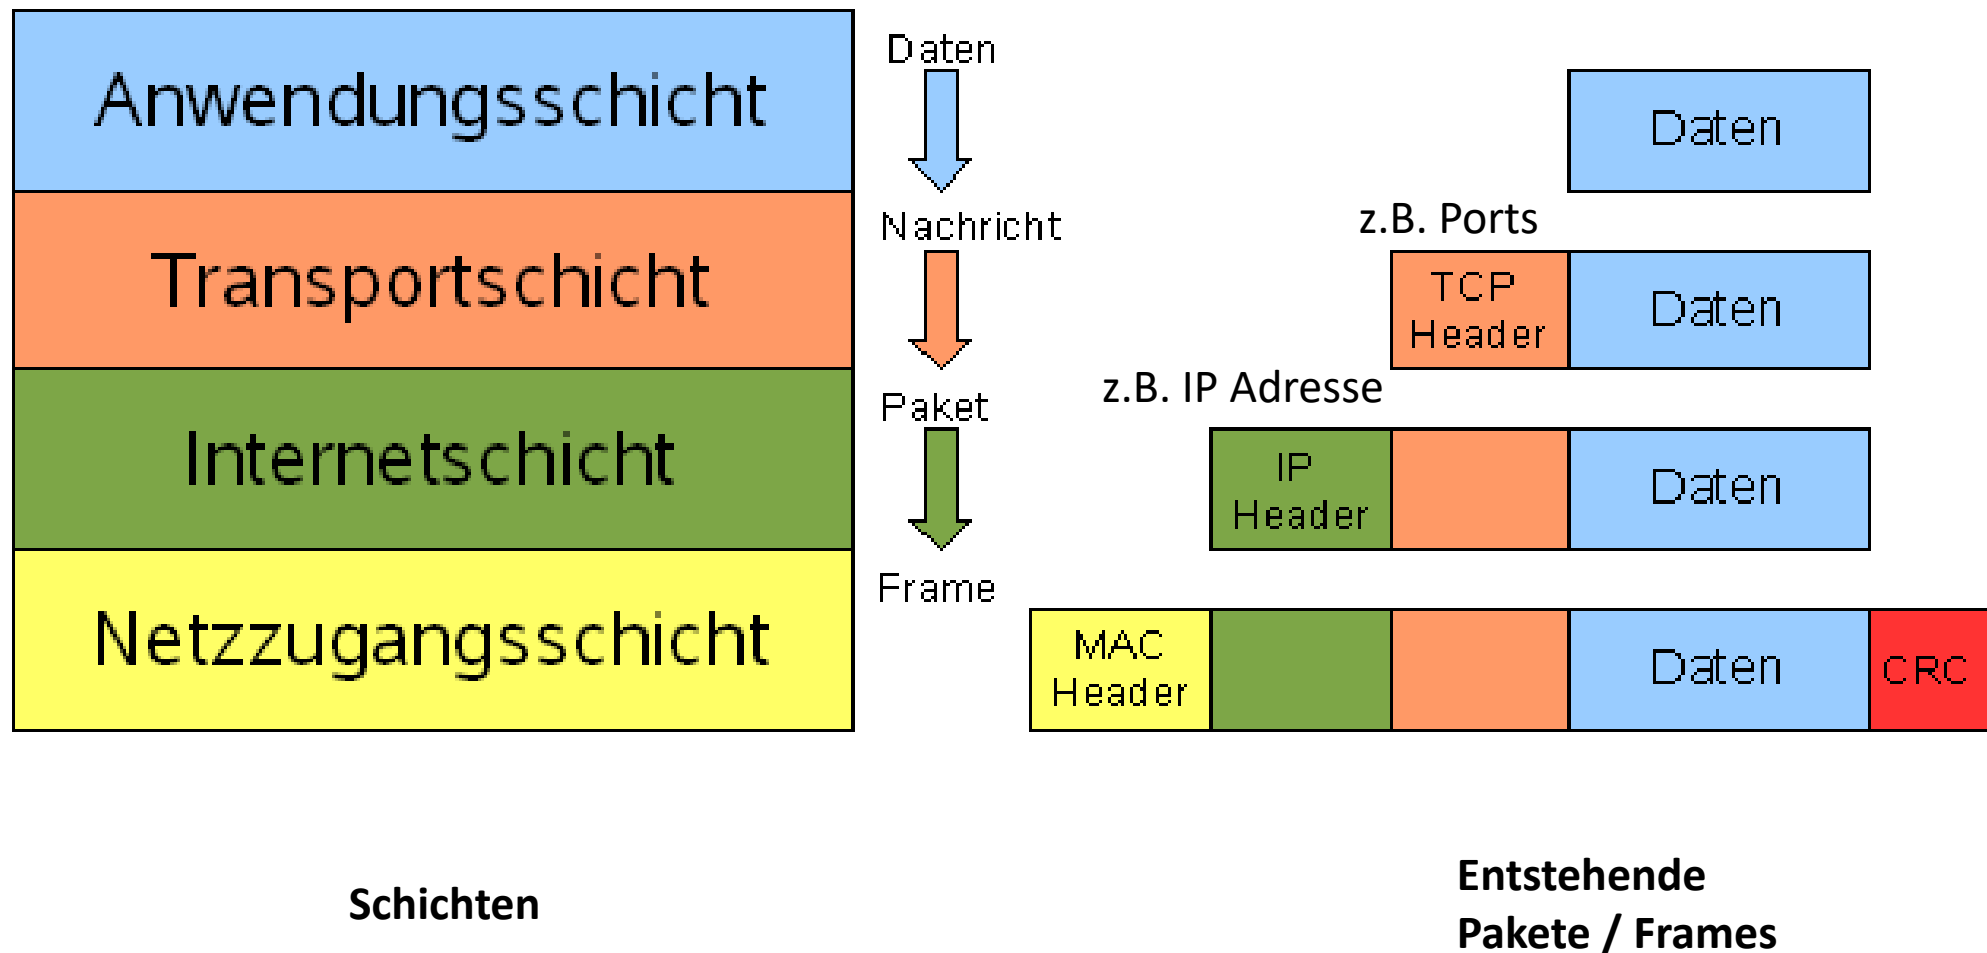 Anwendungsschicht
Transportschicht
Internetschicht
Netzzugangsschicht
Daten
Nachricht
Paket
Frame
Daten
z.B. Ports
TCP
Header
Daten
z.B. IP Adresse
IP
Header
Daten
MAC
Header
Daten
CRC
Schichten
Entstehende
Pakete / Frames